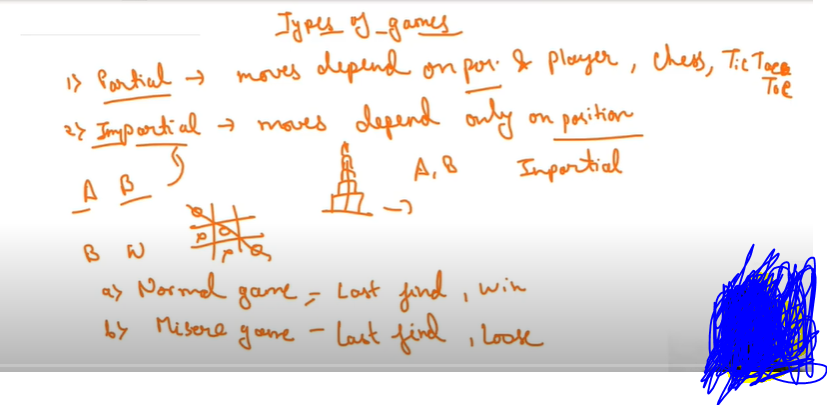 Types of games
1) Partial → moves depend on pos. & player, chess, Tic Tac
Toe
2) Impartial → moves depend only on position
A B A, B Impartial
B W
a) Normal game - Last find, win
b) Misere game - Last find, Loose